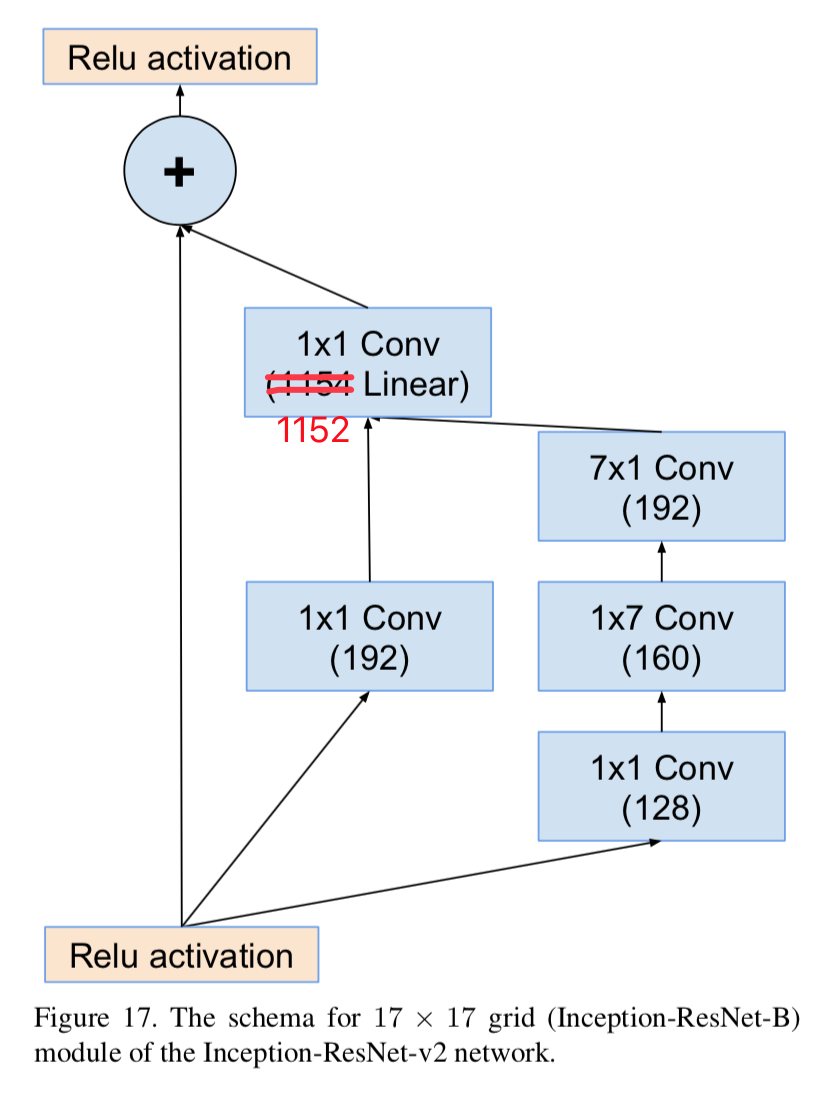 Relu activation
+
1x1 Conv
(1154 Linear)
1152
7x1 Conv
(192)
1x1 Conv
(192)
1x7 Conv
(160)
1x1 Conv
(128)
Relu activation
Figure 17. The schema for 17 × 17 grid (Inception-ResNet-B)
module of the Inception-ResNet-v2 network.